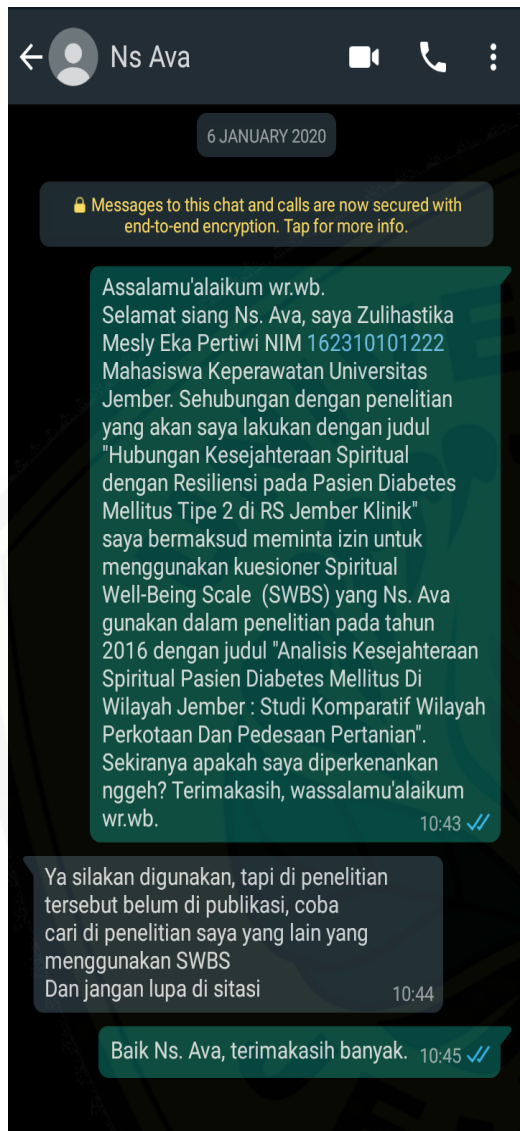 Ns Ava
6 JANUARY 2020
Messages to this chat and calls are now secured with
end-to-end encryption. Tap for more info.
Assalamu'alaikum wr.wb.
Selamat siang Ns. Ava, saya Zulihastika
Mesly Eka Pertiwi NIM 162310101222
Mahasiswa Keperawatan Universitas
Jember. Sehubungan dengan penelitian
yang akan saya lakukan dengan judul
"Hubungan Kesejahteraan Spiritual
dengan Resiliensi pada Pasien Diabetes
Mellitus Tipe 2 di RS Jember Klinik"
saya bermaksud meminta izin untuk
menggunakan kuesioner Spiritual
Well-Being Scale  (SWBS) yang Ns. Ava
gunakan dalam penelitian pada tahun
2016 dengan judul "Analisis Kesejahteraan
Spiritual Pasien Diabetes Mellitus Di
Wilayah Jember : Studi Komparatif Wilayah
Perkotaan Dan Pedesaan Pertanian".
Sekiranya apakah saya diperkenankan
nggeh? Terimakasih, wassalamu'alaikum
wr.wb. 10:43
Ya silakan digunakan, tapi di penelitian
tersebut belum di publikasi, coba
cari di penelitian saya yang lain yang
menggunakan SWBS
Dan jangan lupa di sitasi 10:44
Baik Ns. Ava, terimakasih banyak. 10:45